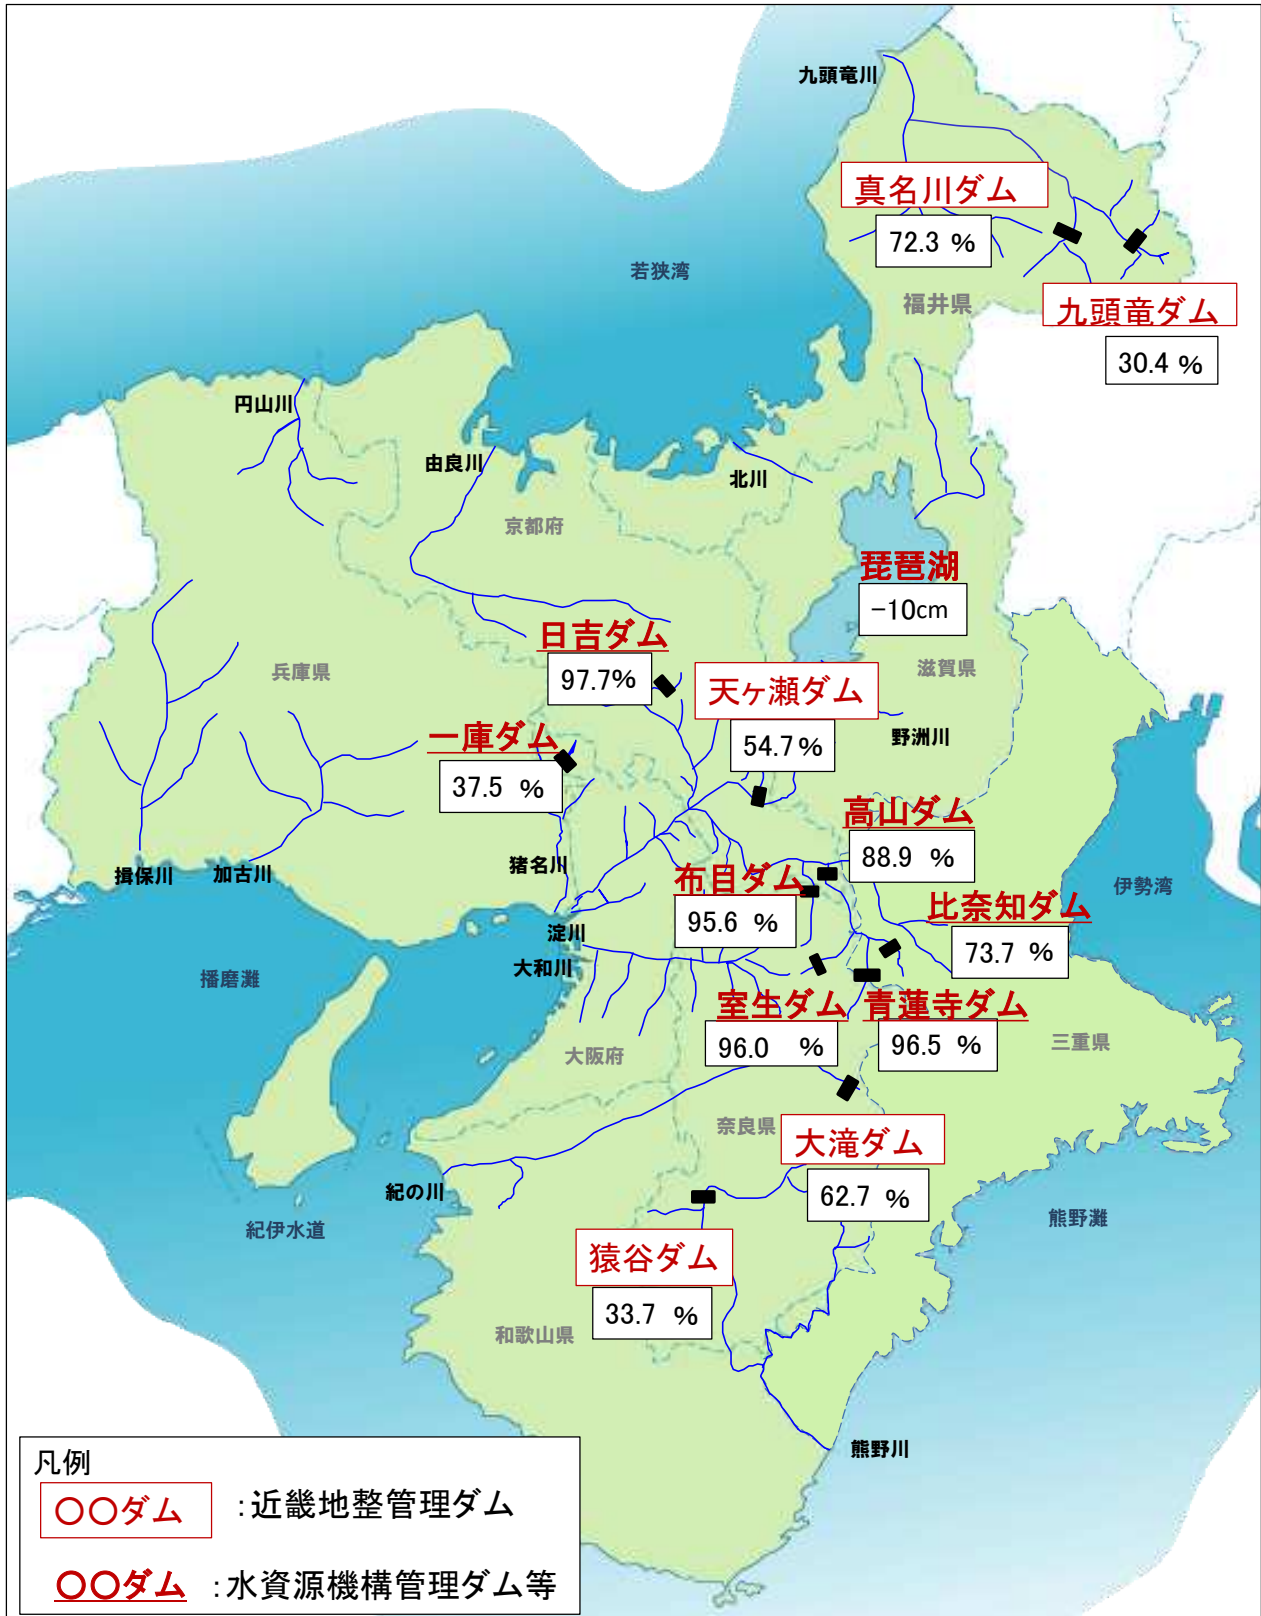 九頭竜川
真名川ダム
72.3 %
若狭湾
福井県
九頭竜ダム
30.4 %
円山川
由良川
北川
京都府
琵琶湖
-10cm
日吉ダム
97.7%
兵庫県
滋賀県
天ヶ瀬ダム
54.7%
野洲川
一庫ダム
37.5 %
高山ダム
88.9 %
猪名川
揖保川
加古川
布目ダム
95.6 %
伊勢湾
比奈知ダム
73.7 %
淀川
大和川
播磨灘
室生ダム
96.0 %
青蓮寺ダム
96.5 %
大阪府
三重県
奈良県
大滝ダム
62.7 %
紀の川
紀伊水道
熊野灘
猿谷ダム
33.7 %
和歌山県
熊野川
凡例
〇〇ダム :近畿地整管理ダム
〇〇ダム :水資源機構管理ダム等